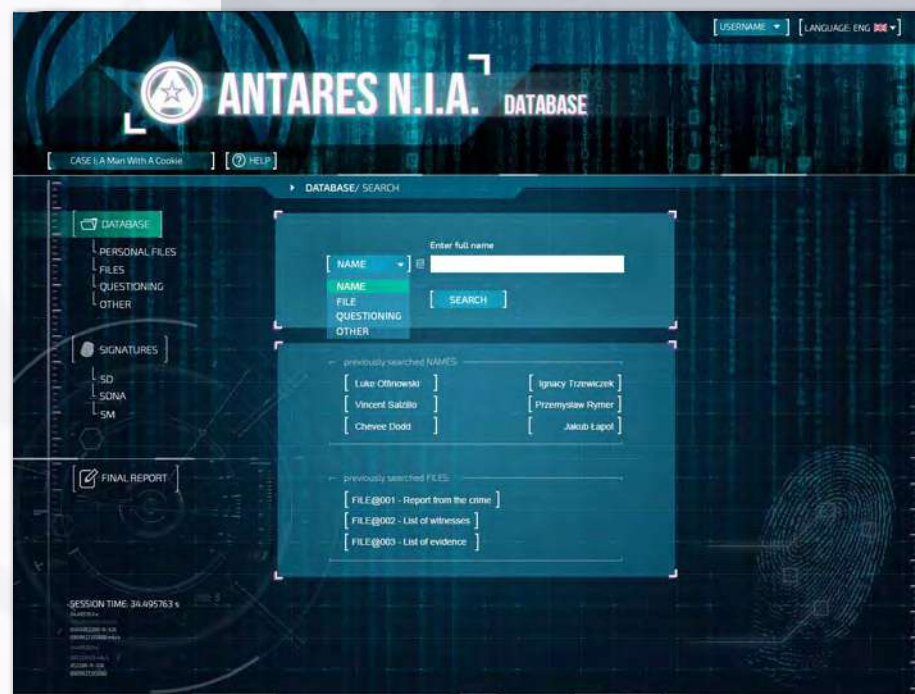 USERNAME
LANGUAGE: ENG
ANTARES N.I.A. DATABASE
CASE I: A Man With A Cookie
HELP
DATABASE/ SEARCH
DATABASE
PERSONAL FILES
FILES
QUESTIONING
OTHER
SIGNATURES
SD
SDNA
SM
FINAL REPORT
Enter full name
NAME
NAME
FILE
QUESTIONING
OTHER
SEARCH
previously searched NAMES:
Luke Otfinowski
Ignacy Trzewiczek
Vincent Salzillo
Przemysław Rymer
Chevee Dodd
Jakub Łapot
previously searched FILES:
FILE@001 - Report from the crime
FILE@002 - List of witnesses
FILE@003 - List of evidence
SESSION TIME: 34.495763 s